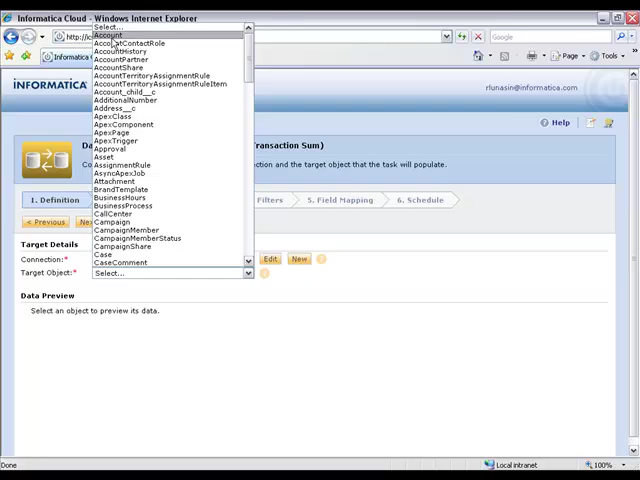 Informatica Cloud - Windows Internet Explorer
Google
Page
Tools
INFORMATICA
rlunasin@informatica.com
Help
Transaction Sum)
ction and the target object that the task will populate.
1. Definition
Filters
5. Field Mapping
6. Schedule
< Previous
Target Details
Connection:*
Edit
New
Target Object:*
Select...
Select...
Account
AccountContactRole
AccountHistory
AccountPartner
AccountShare
AccountTerritoryAssignmentRule
AccountTerritoryAssignmentRuleItem
Account_child__c
AdditionalNumber
Address__c
ApexClass
ApexComponent
ApexPage
ApexTrigger
Approval
Asset
AssignmentRule
AsyncApexJob
Attachment
BrandTemplate
BusinessHours
BusinessProcess
CallCenter
Campaign
CampaignMember
CampaignMemberStatus
CampaignShare
Case
CaseComment
Data Preview
Select an object to preview its data.
Done
Local intranet
100%